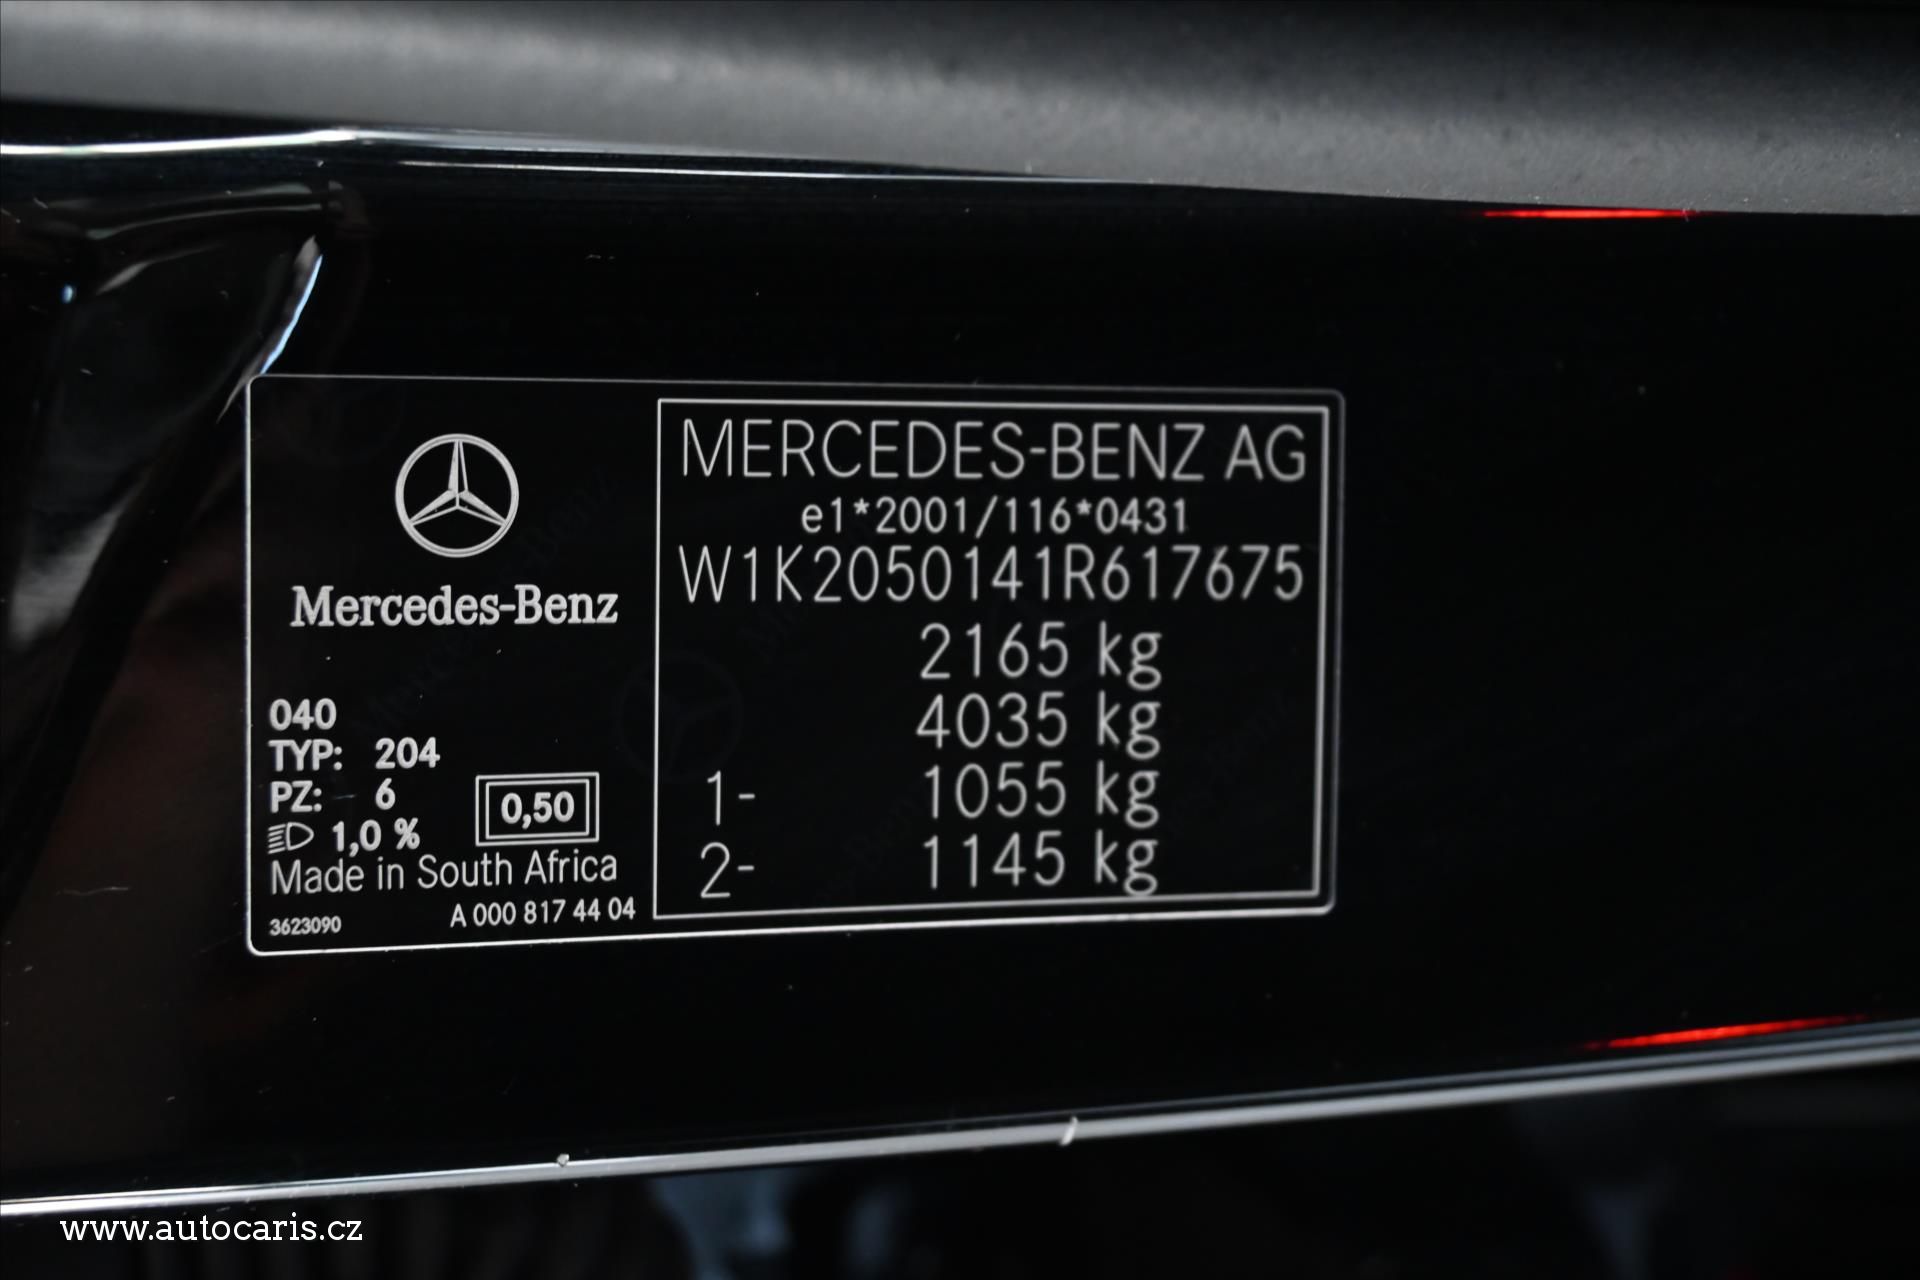 Mercedes-Benz
040
TYP: 204
PZ: 6
1,0 %
0,50
Made in South Africa
3623090
A 000 817 44 04
MERCEDES-BENZ AG
e1*2001/116*0431
W1K2050141R617675
2165 kg
4035 kg
1- 1055 kg
2- 1145 kg
www.autocaris.cz